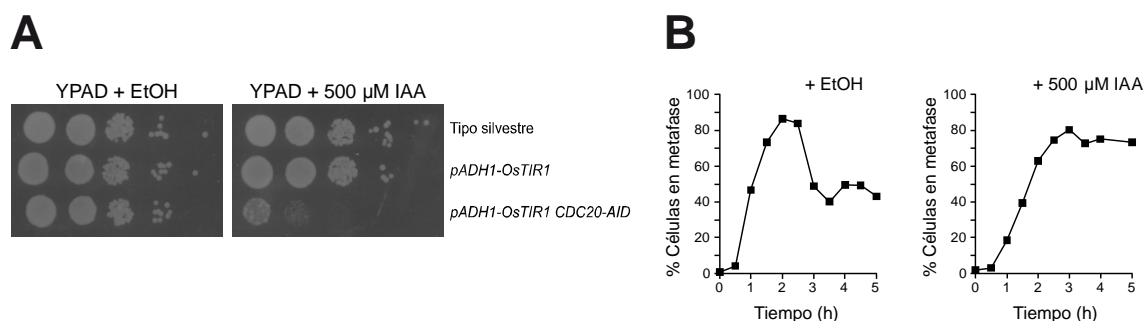 A
YPAD + EtOH
YPAD + 500 µM IAA
Tipo silvestre
pADH1-OsTIR1
pADH1-OsTIR1 CDC20-AID
B
+ EtOH
% Células en metafase
100
80
60
40
20
0
0 1 2 3 4 5
Tiempo (h)
+ 500 µM IAA
% Células en metafase
100
80
60
40
20
0
0 1 2 3 4 5
Tiempo (h)